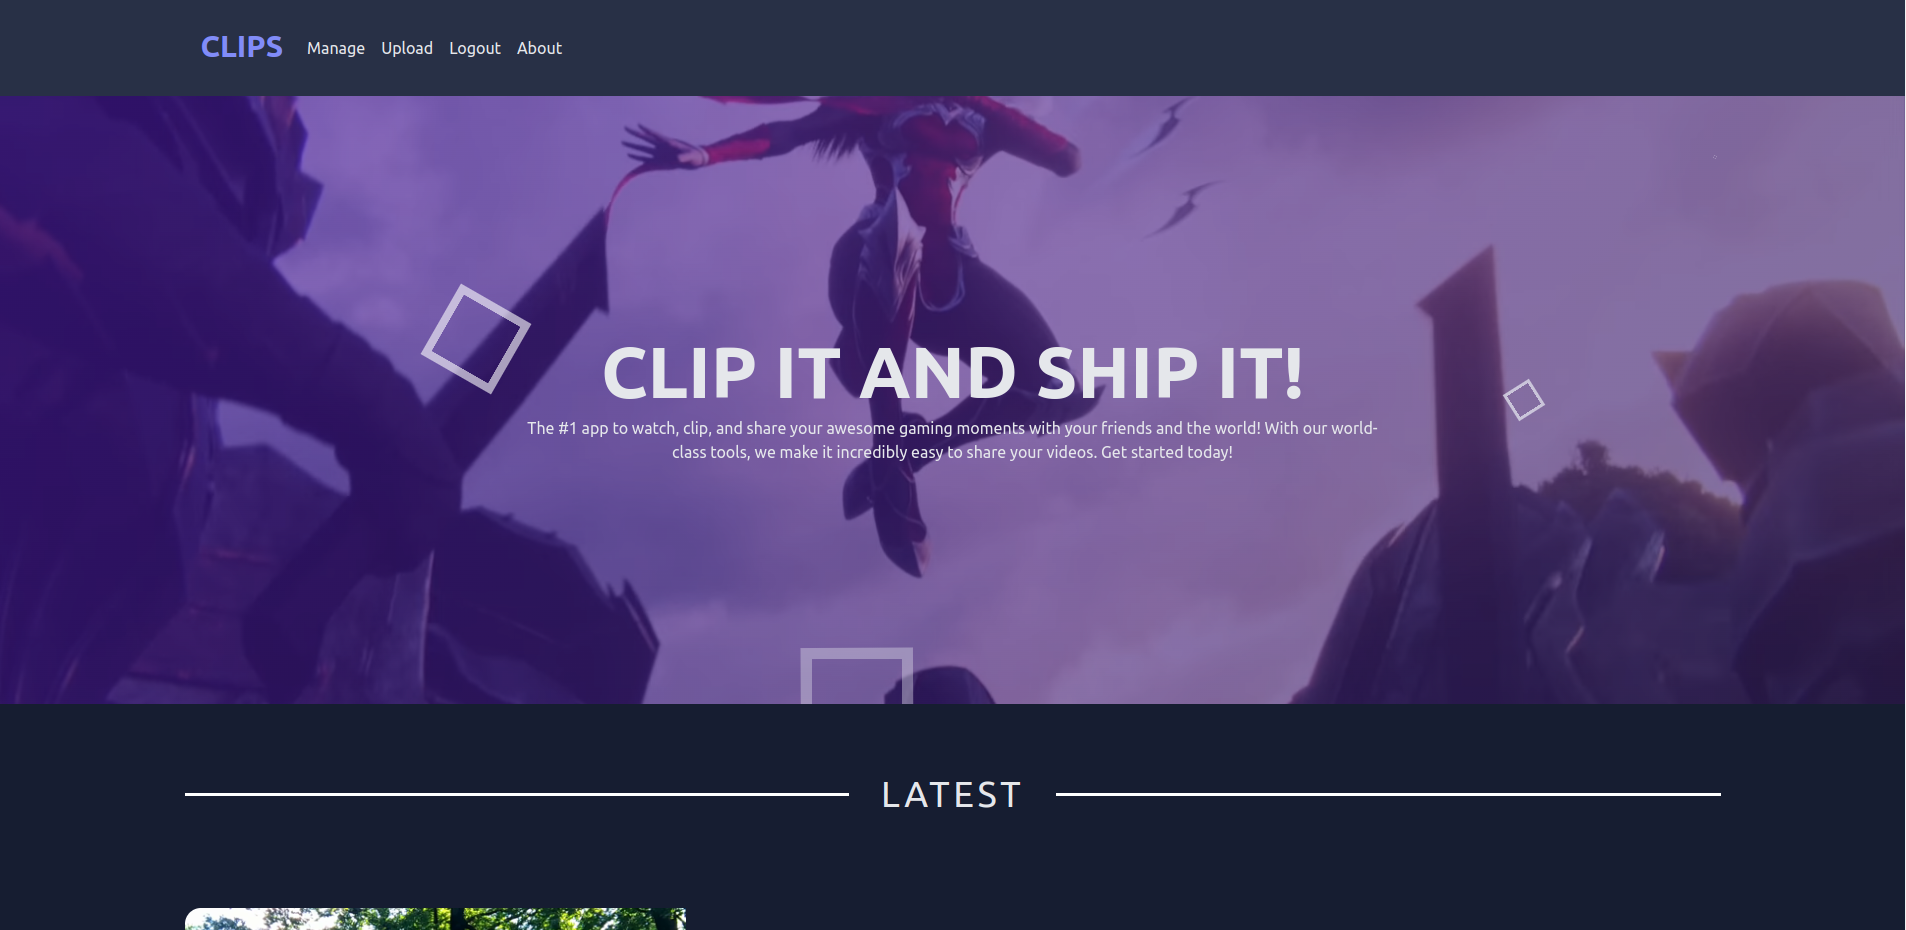 CLIPS Manage Upload Logout About
CLIP IT AND SHIP IT!
The #1 app to watch, clip, and share your awesome gaming moments with your friends and the world! With our world-
class tools, we make it incredibly easy to share your videos. Get started today!
LATEST